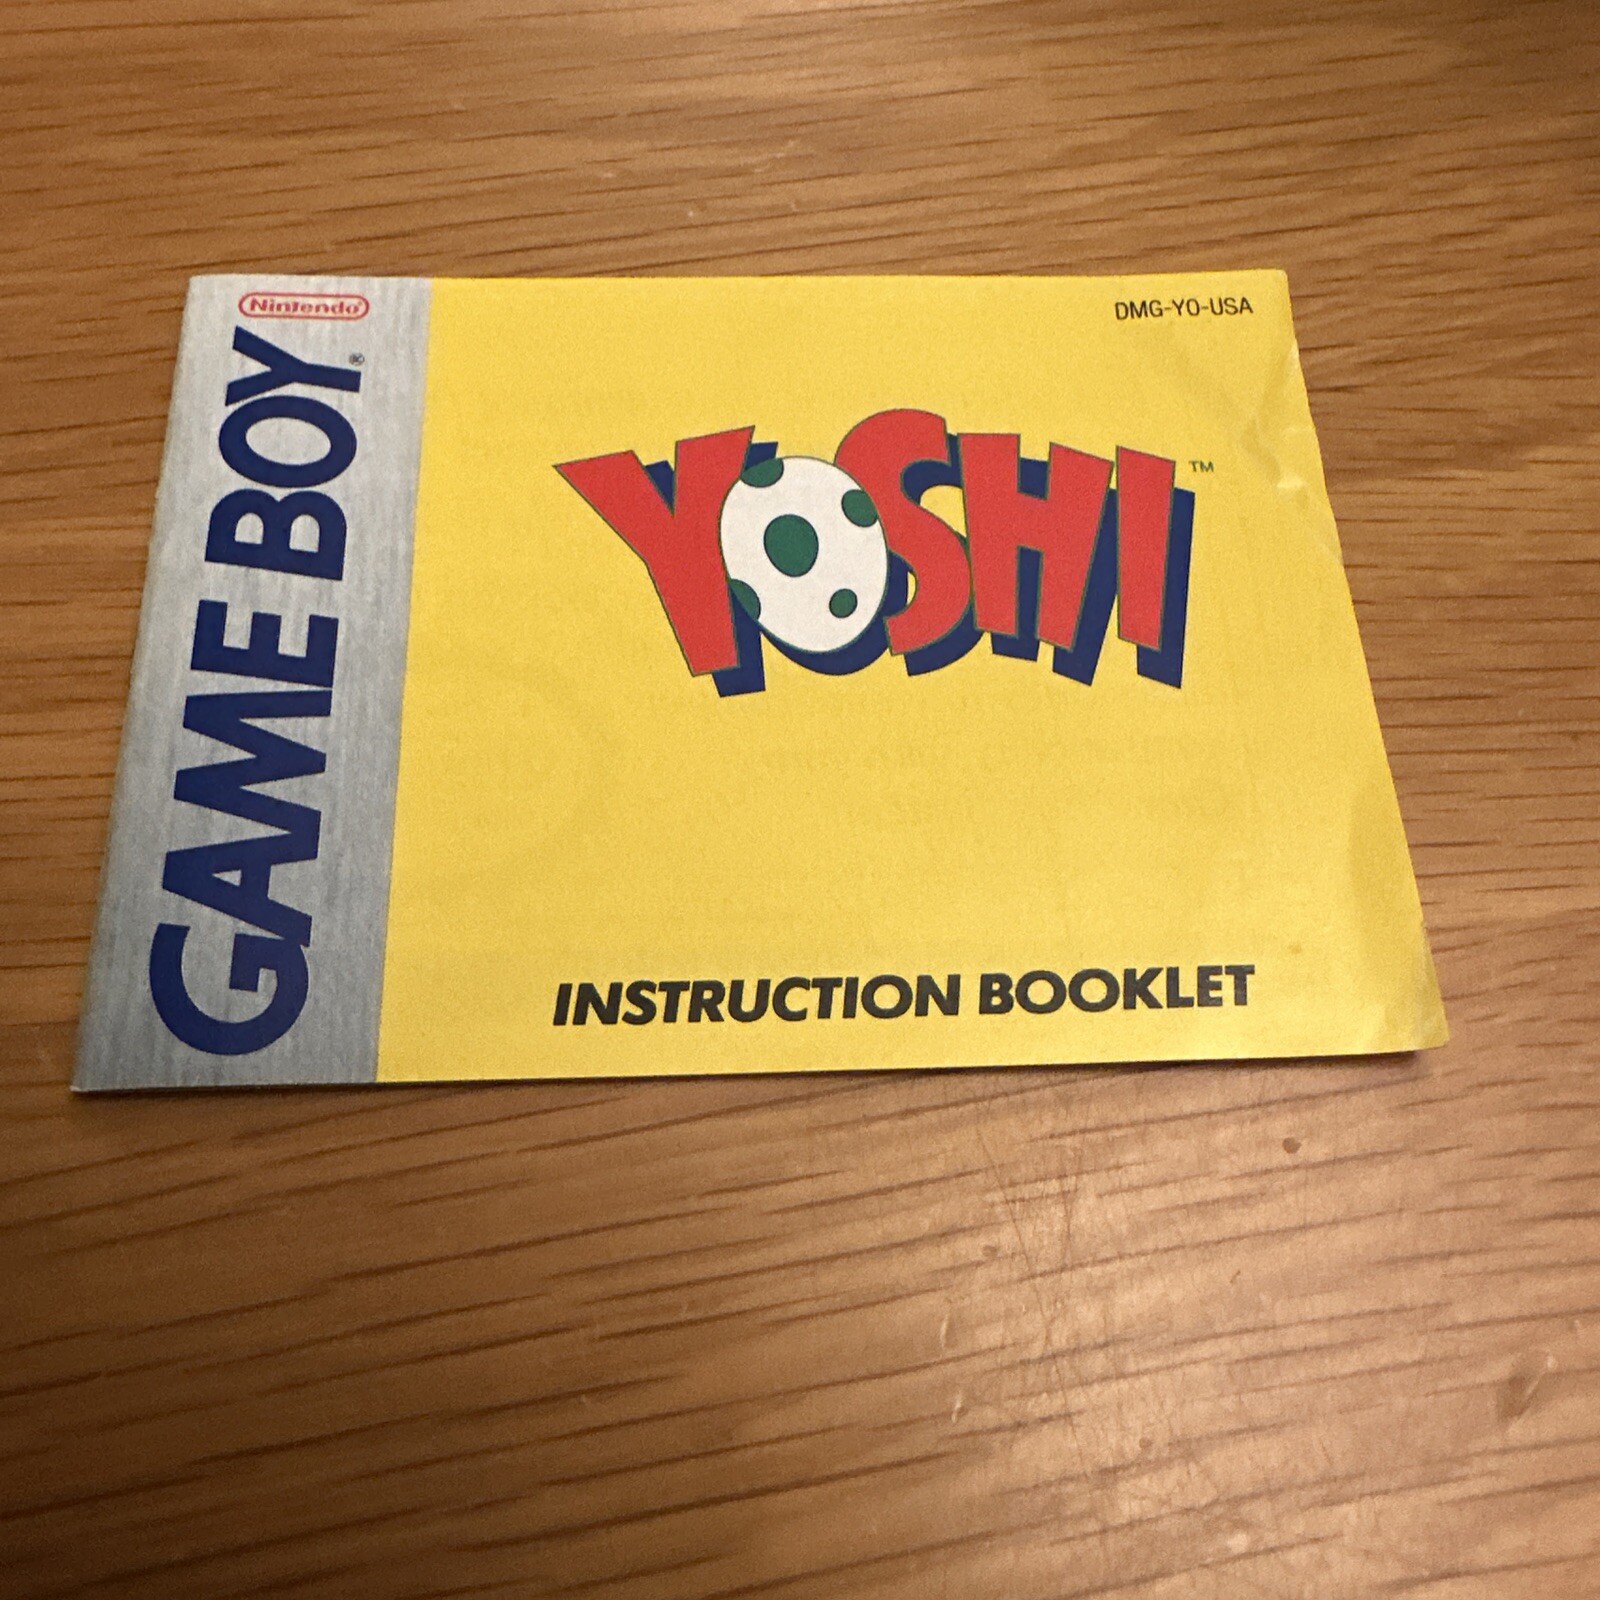 Nintendo®
GAME BOY®
DMG-YO-USA
YOSHI™
INSTRUCTION BOOKLET